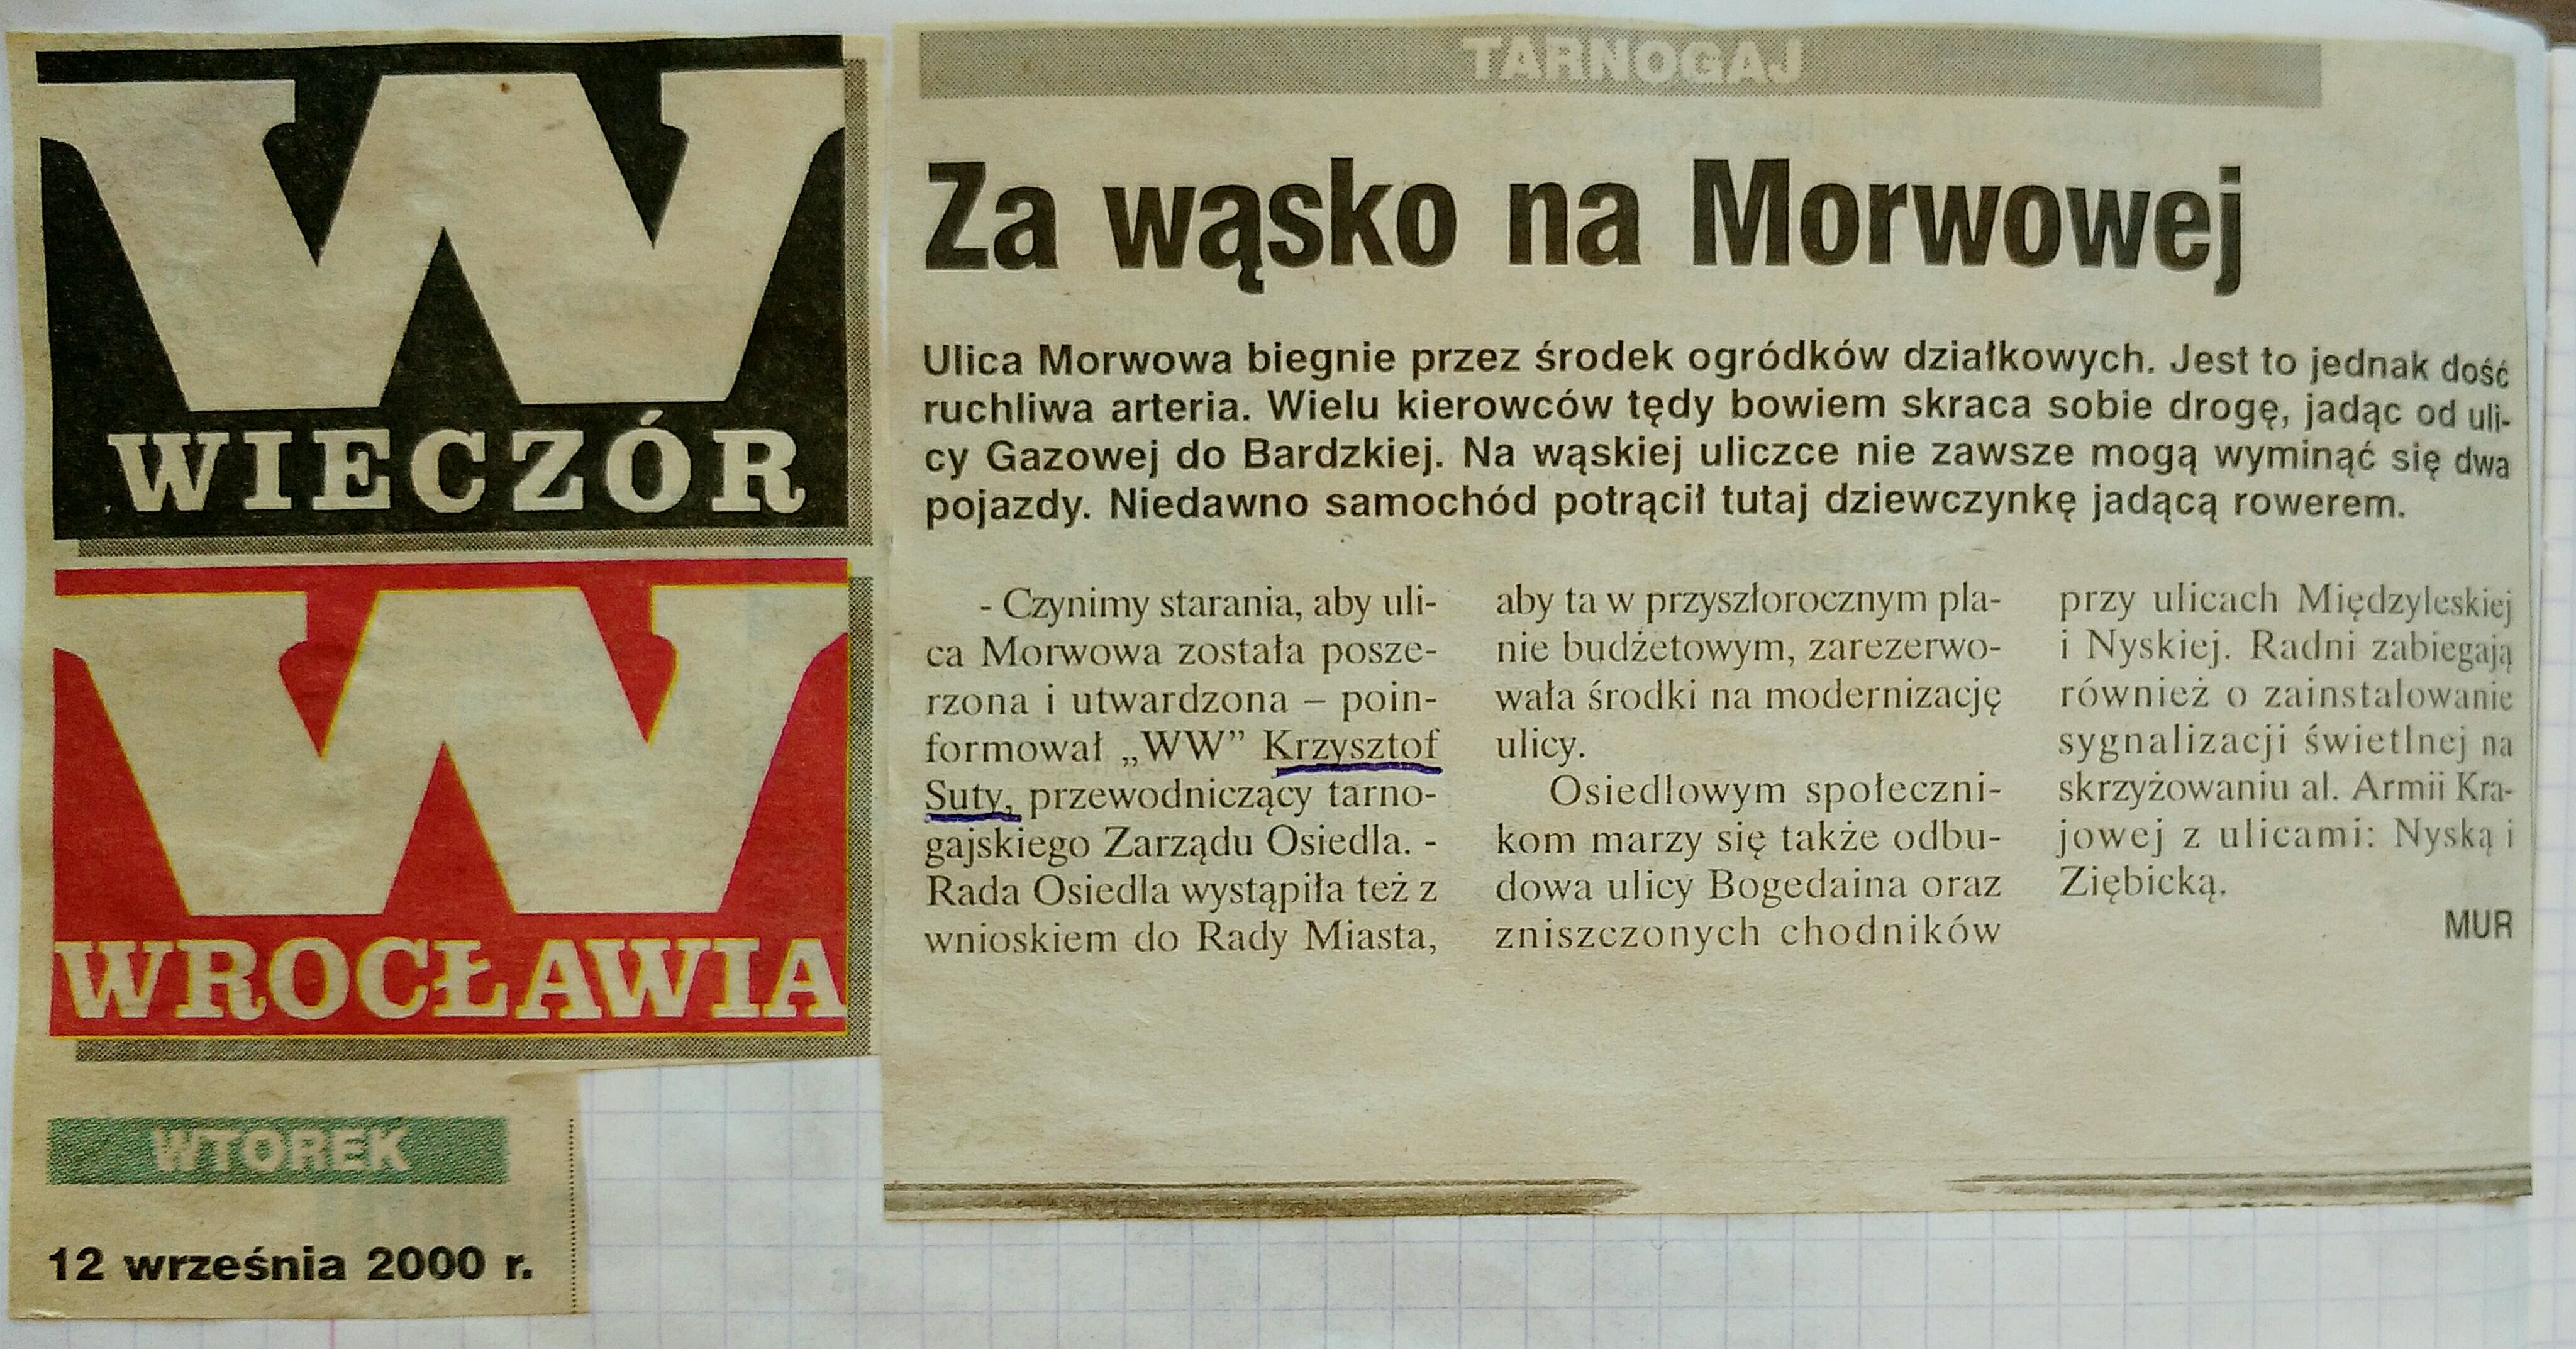 W
WIECZÓR
W
WROCŁAWIA
WTOREK
12 września 2000 r.
TARNOGAJ
Za wąsko na Morwowej
Ulica Morwowa biegnie przez środek ogródków działkowych. Jest to jednak dość
ruchliwa arteria. Wielu kierowców tędy bowiem skraca sobie drogę, jadąc od uli-
cy Gazowej do Bardzkiej. Na wąskiej uliczce nie zawsze mogą wyminąć się dwa
pojazdy. Niedawno samochód potrącił tutaj dziewczynkę jadącą rowerem.
- Czynimy starania, aby uli-
ca Morwowa została posze-
rzona i utwardzona – poin-
formował „WW” Krzysztof
Suty, przewodniczący tarno-
gajskiego Zarządu Osiedla. -
Rada Osiedla wystąpiła też z
wnioskiem do Rady Miasta,
aby ta w przyszłorocznym pla-
nie budżetowym, zarezerwo-
wała środki na modernizację
ulicy.
Osiedlowym społeczni-
kom marzy się także odbu-
dowa ulicy Bogedaina oraz
zniszczonych chodników
przy ulicach Międzyleskiej
i Nyskiej. Radni zabiegają
również o zainstalowanie
sygnalizacji świetlnej na
skrzyżowaniu al. Armii Kra-
jowej z ulicami: Nyską i
Ziębicką.
MUR